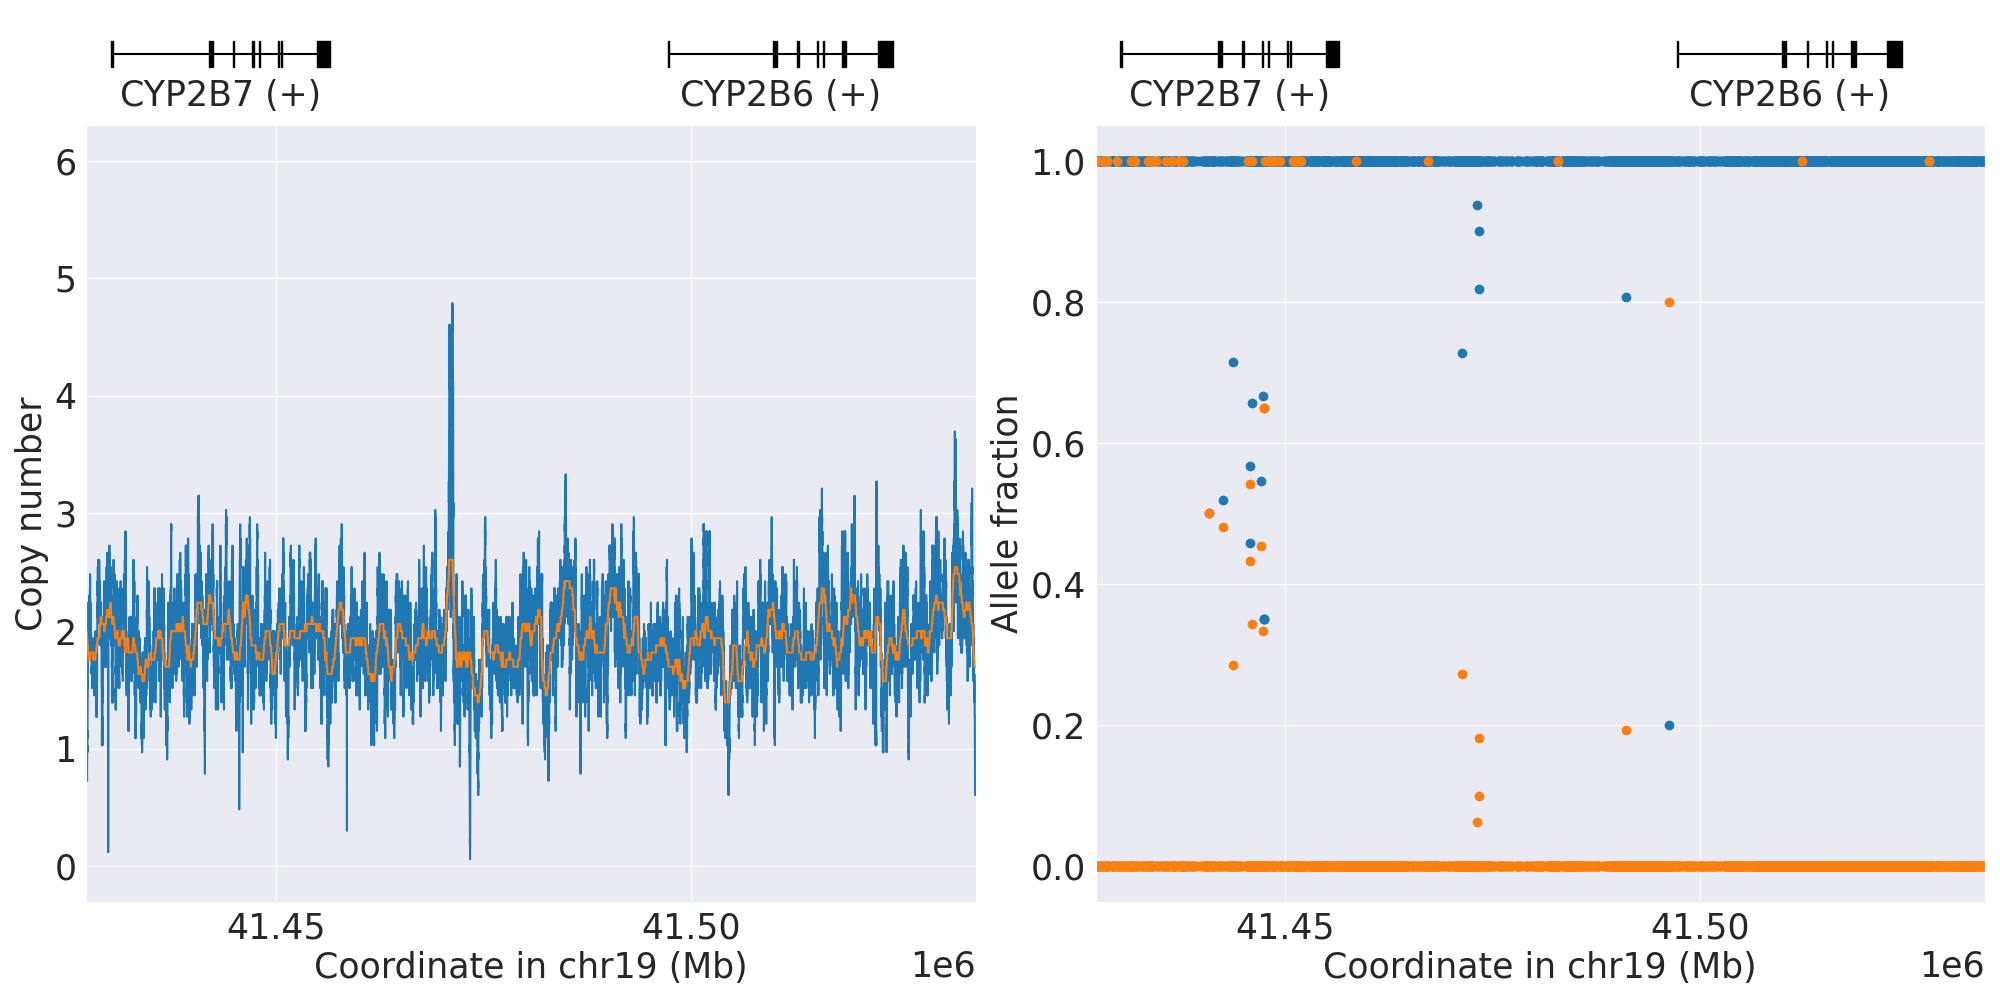 CYP2B7 (+)
CYP2B6 (+)
6
5
4
3
2
1
0
Copy number
41.45
41.50
Coordinate in chr19 (Mb)
1e6
CYP2B7 (+)
CYP2B6 (+)
1.0
0.8
0.6
0.4
0.2
0.0
Allele fraction
41.45
41.50
Coordinate in chr19 (Mb)
1e6